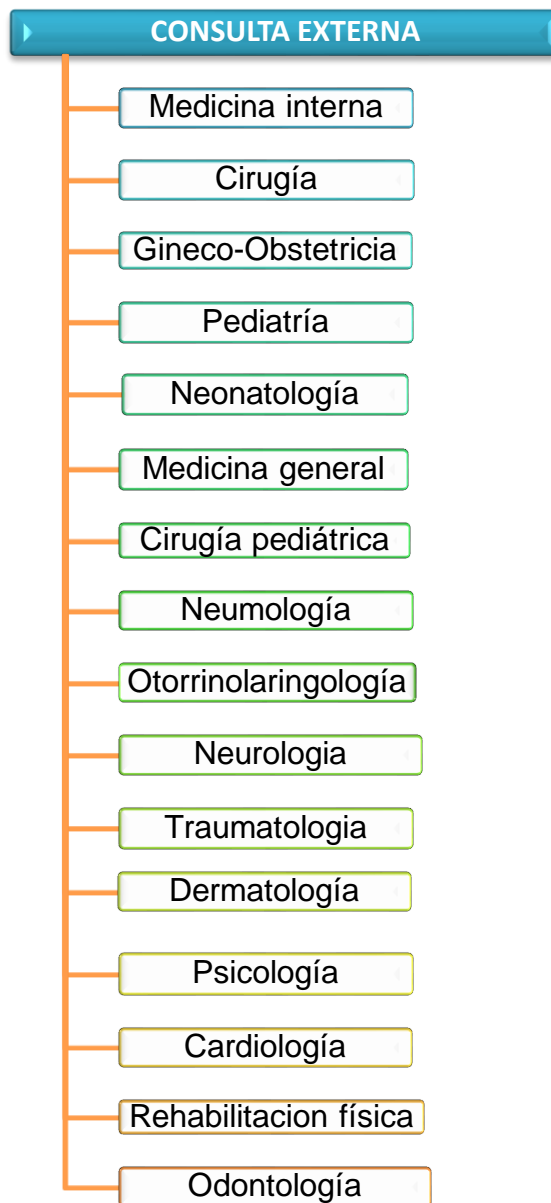 CONSULTA EXTERNA
Medicina interna
Cirugía
Gineco-Obstetricia
Pediatría
Neonatología
Medicina general
Cirugía pediátrica
Neumología
Otorrinolaringología
Neurologia
Traumatologia
Dermatología
Psicología
Cardiología
Rehabilitacion física
Odontología